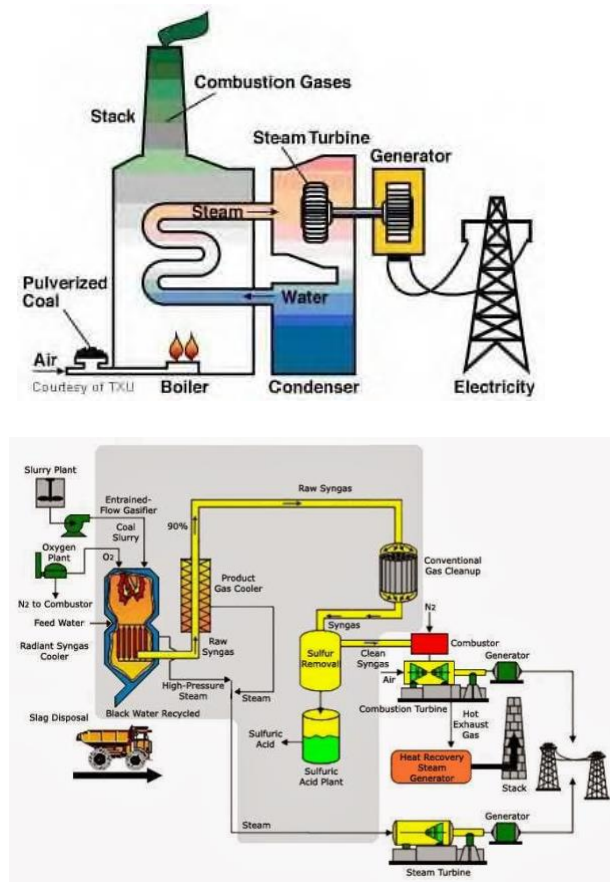 Combustion Gases
Stack
Steam Turbine
Generator
Steam
Pulverized
Coal
Water
Air
Courtesy of TXU
Boiler
Condenser
Electricity
Slurry Plant
Raw Syngas
Entrained-
Flow Gasifier
90%
Coal
Slurry
Oxygen
Plant
O2
Conventional
Gas Cleanup
Product
Gas Cooler
N2 to Combustor
N2
Syngas
Feed Water
Raw
Syngas
Sulfur
Removal
Clean
Syngas
Combustor
Radiant Syngas
Cooler
Generator
Air
High-Pressure
Steam
Steam
Combustion Turbine
Hot
Exhaust
Gas
Black Water Recycled
Slag Disposal
Sulfuric
Acid
Heat Recovery
Steam
Generator
Sulfuric
Acid Plant
Stack
Steam
Generator
Steam Turbine